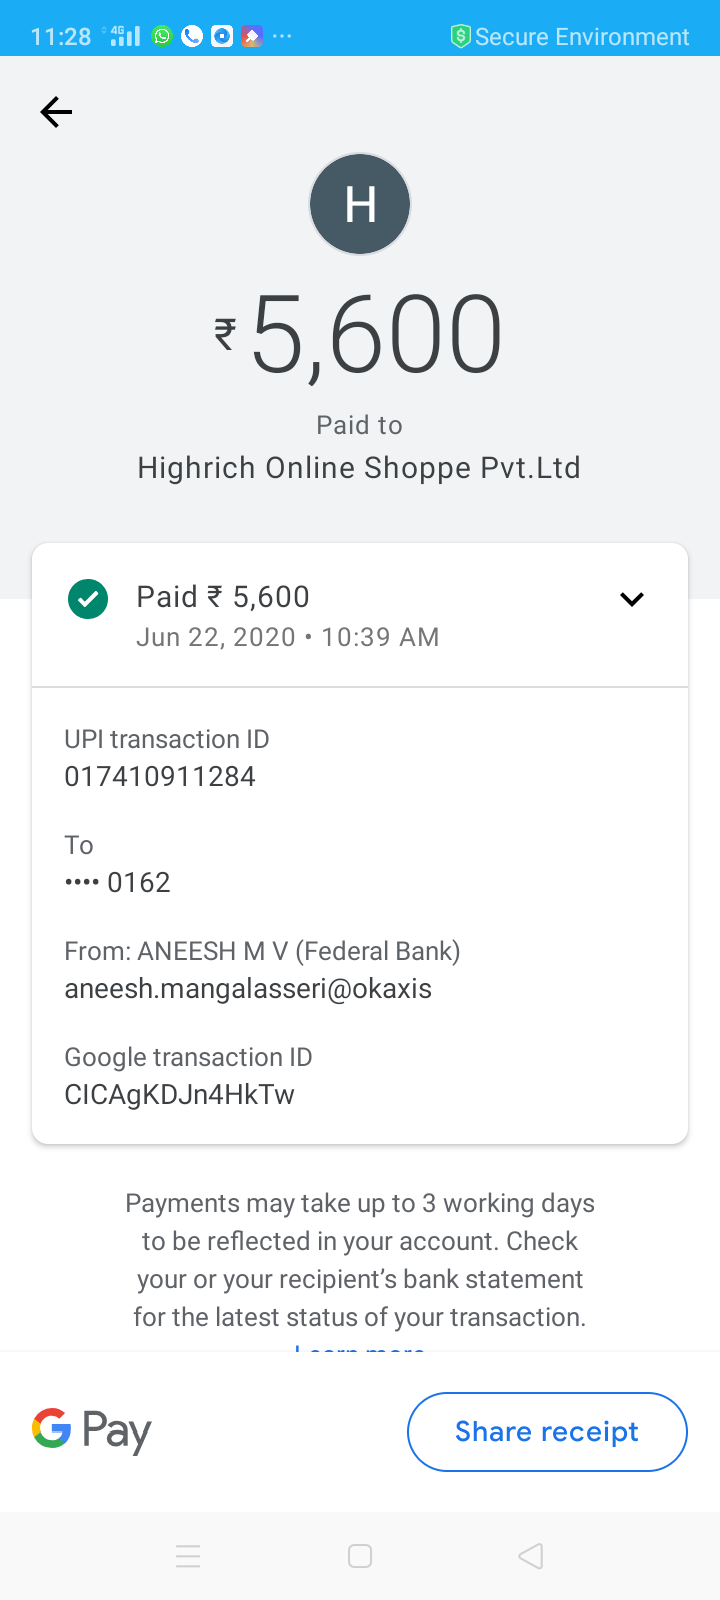 11:28 4G Secure Environment
H
₹5,600
Paid to
Highrich Online Shoppe Pvt.Ltd
Paid ₹ 5,600
Jun 22, 2020 • 10:39 AM
UPI transaction ID
017410911284
To
•••• 0162
From: ANEESH M V (Federal Bank)
aneesh.mangalasseri@okaxis
Google transaction ID
CICAgKDJn4HkTw
Payments may take up to 3 working days
to be reflected in your account. Check
your or your recipient's bank statement
for the latest status of your transaction.
Learn more
G Pay
Share receipt